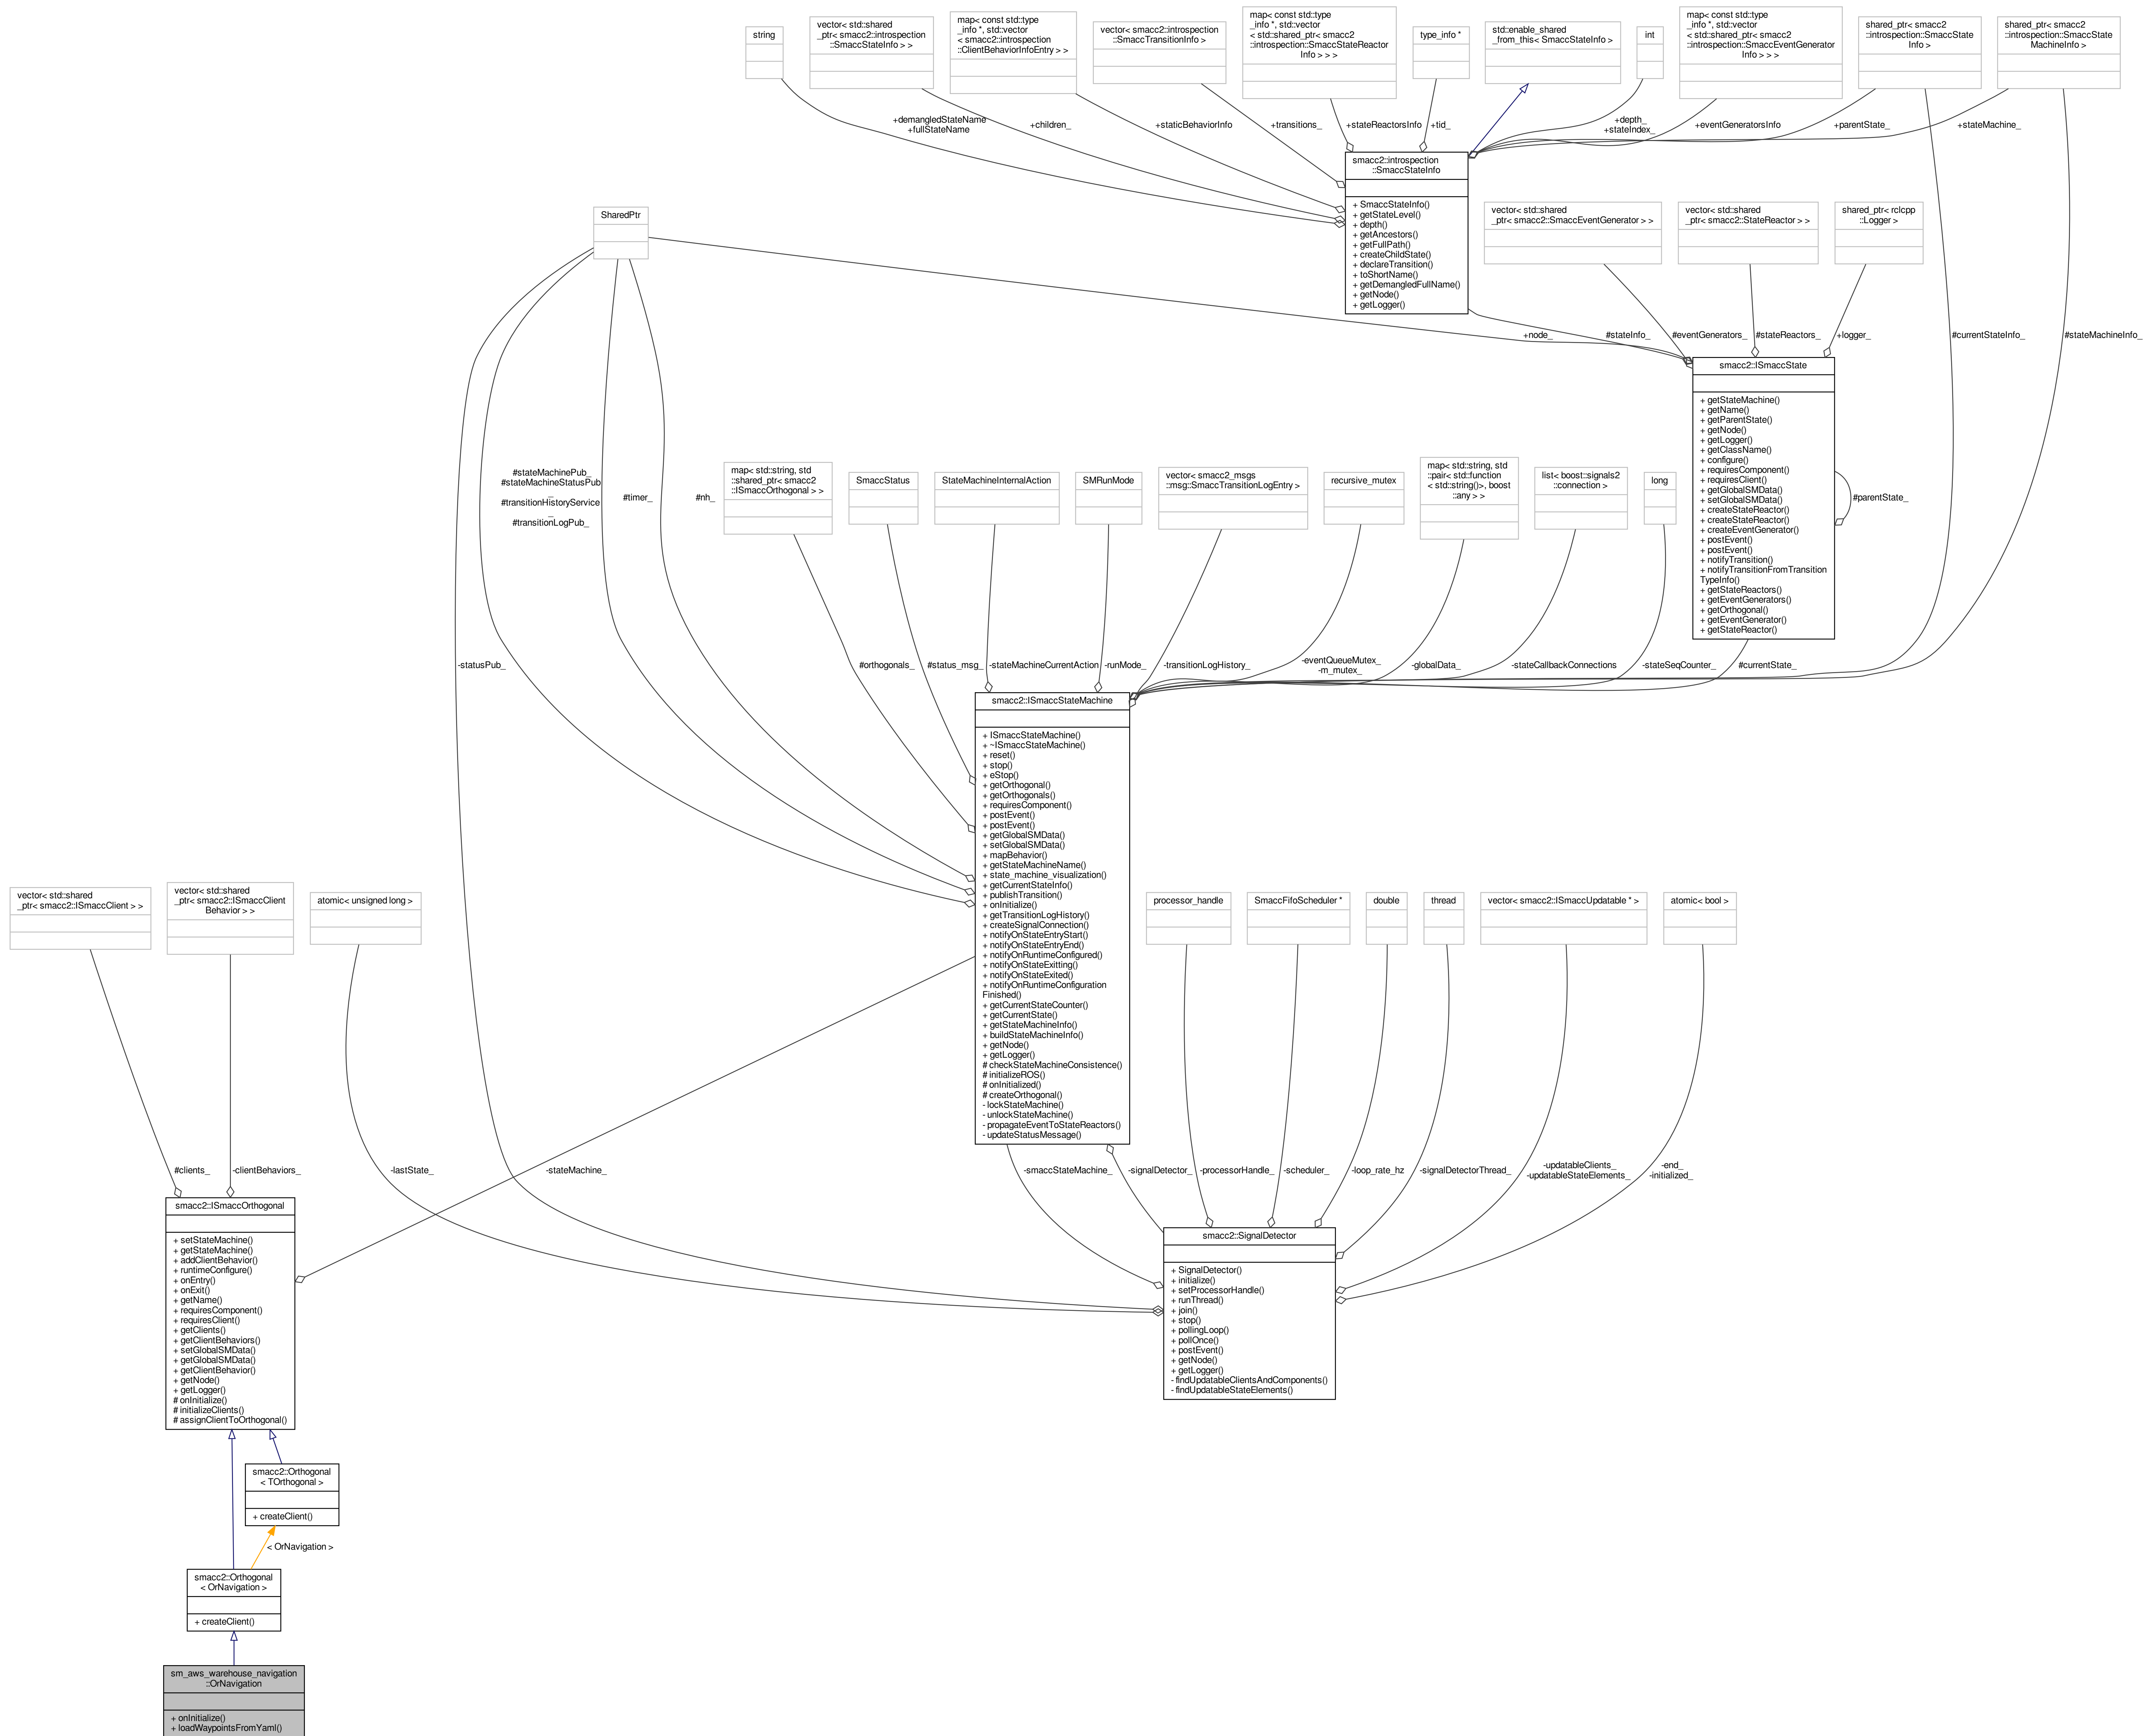 string
vector< std::shared
_ptr< smacc2::introspection
::SmaccStateInfo > >
map< const std::type
_info *, std::vector
< smacc2::introspection
::ClientBehaviorInfoEntry > >
vector< smacc2::introspection
::SmaccTransitionInfo >
map< const std::type
_info *, std::vector
< std::shared_ptr< smacc2
::introspection::SmaccStateReactor
Info > > >
type_info *
std::enable_shared
_from_this< SmaccStateInfo >
int
map< const std::type
_info *, std::vector
< std::shared_ptr< smacc2
::introspection::SmaccEventGenerator
Info > > >
shared_ptr< smacc2
::introspection::SmaccState
Info >
shared_ptr< smacc2
::introspection::SmaccState
MachineInfo >
+demangledStateName
+fullStateName
+children_
+staticBehaviorInfo
+transitions_
+stateReactorsInfo
+tid_
+depth_
+stateIndex_
+eventGeneratorsInfo
+parentState_
+stateMachine_
smacc2::introspection
::SmaccStateInfo
+ SmaccStateInfo()
+ getStateLevel()
+ depth()
+ getAncestors()
+ getFullPath()
+ createChildState()
+ declareTransition()
+ toShortName()
+ getDemangledFullName()
+ getNode()
+ getLogger()
SharedPtr
vector< std::shared
_ptr< smacc2::SmaccEventGenerator > >
vector< std::shared
_ptr< smacc2::StateReactor > >
shared_ptr< rclcpp
::Logger >
+node_
#stateInfo_
#eventGenerators_
#stateReactors_
+logger_
#currentStateInfo_
#stateMachineInfo_
smacc2::ISmaccState
+ getStateMachine()
+ getName()
+ getParentState()
+ getNode()
+ getLogger()
+ getClassName()
+ configure()
+ requiresComponent()
+ requiresClient()
+ getGlobalSMData()
+ setGlobalSMData()
+ createStateReactor()
+ createStateReactor()
+ createEventGenerator()
+ postEvent()
+ postEvent()
+ notifyTransition()
+ notifyTransitionFromTransition
TypeInfo()
+ getStateReactors()
+ getEventGenerators()
+ getOrthogonal()
+ getEventGenerator()
+ getStateReactor()
#parentState_
#stateMachinePub_
#stateMachineStatusPub
_
#transitionHistoryService
_
#transitionLogPub_
#timer_
#nh_
map< std::string, std
::shared_ptr< smacc2
::ISmaccOrthogonal > >
SmaccStatus
StateMachineInternalAction
SMRunMode
vector< smacc2_msgs
::msg::SmaccTransitionLogEntry >
recursive_mutex
map< std::string, std
::pair< std::function
< std::string()>, boost
::any > >
list< boost::signals2
::connection >
long
-statusPub_
#orthogonals_
#status_msg_
-stateMachineCurrentAction
-runMode_
-transitionLogHistory_
-eventQueueMutex_
-m_mutex_
-globalData_
-stateCallbackConnections
-stateSeqCounter_
#currentState_
smacc2::ISmaccStateMachine
+ ISmaccStateMachine()
+ ~ISmaccStateMachine()
+ reset()
+ stop()
+ eStop()
+ getOrthogonal()
+ getOrthogonals()
+ requiresComponent()
+ postEvent()
+ postEvent()
+ getGlobalSMData()
+ setGlobalSMData()
+ mapBehavior()
+ getStateMachineName()
+ state_machine_visualization()
+ getCurrentStateInfo()
+ publishTransition()
+ onInitialize()
+ getTransitionLogHistory()
+ createSignalConnection()
+ notifyOnStateEntryStart()
+ notifyOnStateEntryEnd()
+ notifyOnRuntimeConfigured()
+ notifyOnStateExitting()
+ notifyOnStateExited()
+ notifyOnRuntimeConfiguration
Finished()
+ getCurrentStateCounter()
+ getCurrentState()
+ getStateMachineInfo()
+ buildStateMachineInfo()
+ getNode()
+ getLogger()
# checkStateMachineConsistence()
# initializeROS()
# onInitialized()
# createOrthogonal()
- lockStateMachine()
- unlockStateMachine()
- propagateEventToStateReactors()
- updateStatusMessage()
vector< std::shared
_ptr< smacc2::ISmaccClient > >
vector< std::shared
_ptr< smacc2::ISmaccClient
Behavior > >
atomic< unsigned long >
processor_handle
SmaccFifoScheduler *
double
thread
vector< smacc2::ISmaccUpdatable * >
atomic< bool >
#clients_
-clientBehaviors_
-lastState_
-stateMachine_
-smaccStateMachine_
-signalDetector_
-processorHandle_
-scheduler_
-loop_rate_hz
-signalDetectorThread_
-updatableClients_
-updatableStateElements_
-end_
-initialized_
smacc2::ISmaccOrthogonal
+ setStateMachine()
+ getStateMachine()
+ addClientBehavior()
+ runtimeConfigure()
+ onEntry()
+ onExit()
+ getName()
+ requiresComponent()
+ requiresClient()
+ getClients()
+ getClientBehaviors()
+ setGlobalSMData()
+ getGlobalSMData()
+ getClientBehavior()
+ getNode()
+ getLogger()
# onInitialize()
# initializeClients()
# assignClientToOrthogonal()
smacc2::SignalDetector
+ SignalDetector()
+ initialize()
+ setProcessorHandle()
+ runThread()
+ join()
+ stop()
+ pollingLoop()
+ pollOnce()
+ postEvent()
+ getNode()
+ getLogger()
- findUpdatableClientsAndComponents()
- findUpdatableStateElements()
smacc2::Orthogonal
< TOrthogonal >
+ createClient()
< OrNavigation >
smacc2::Orthogonal
< OrNavigation >
+ createClient()
sm_aws_warehouse_navigation
::OrNavigation
+ onInitialize()
+ loadWaypointsFromYaml()